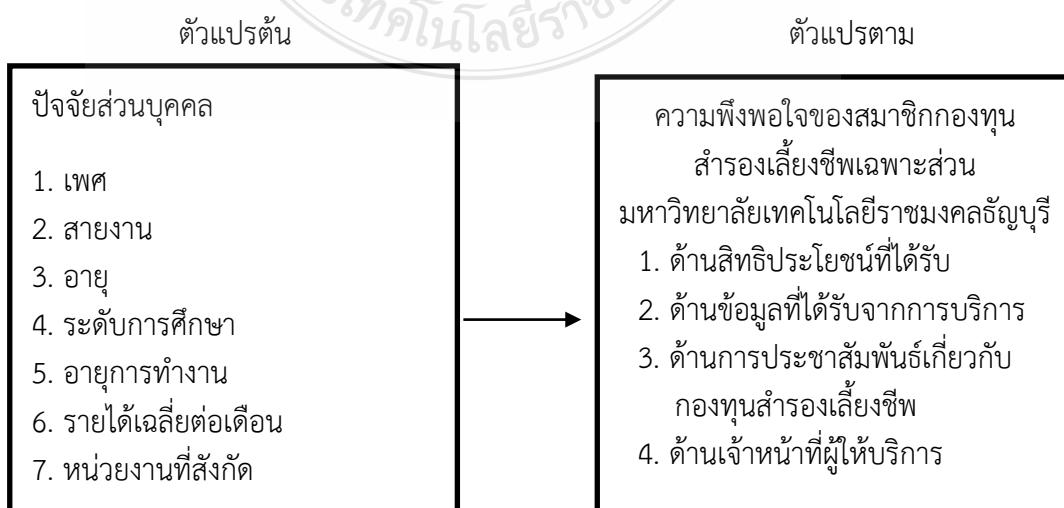 ตัวแปรต้น
ตัวแปรตาม
ปัจจัยส่วนบุคคล
1. เพศ
2. สายงาน
3. อายุ
4. ระดับการศึกษา
5. อายุการทำงาน
6. รายได้เฉลี่ยต่อเดือน
7. หน่วยงานที่สังกัด
ความพึงพอใจของสมาชิกกองทุน
สำรองเลี้ยงชีพเฉพาะส่วน
มหาวิทยาลัยเทคโนโลยีราชมงคลธัญบุรี
1. ด้านสิทธิประโยชน์ที่ได้รับ
2. ด้านข้อมูลที่ได้รับจากการบริการ
3. ด้านการประชาสัมพันธ์เกี่ยวกับ
กองทุนสำรองเลี้ยงชีพ
4. ด้านเจ้าหน้าที่ผู้ให้บริการ